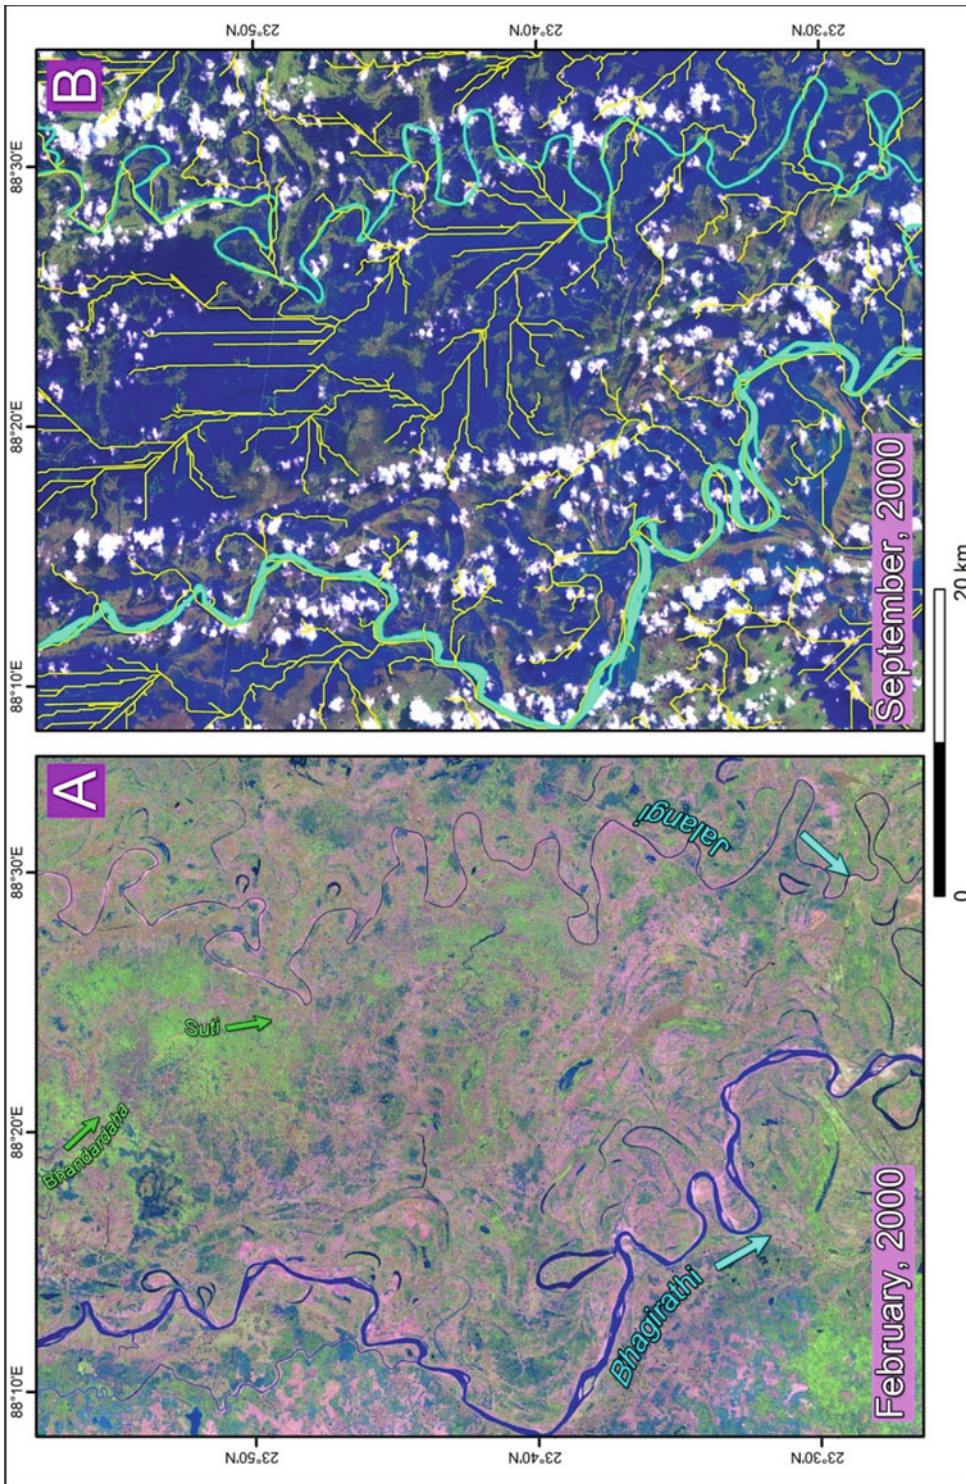 B
23°50'N
23°40'N
23°30'N
88°30'E
88°20'E
88°10'E
September, 2000
A
88°30'E
88°20'E
88°10'E
Suti
Bhandardaha
Jalangi
Bhagirathi
February, 2000
23°50'N
23°40'N
23°30'N
0
20 km